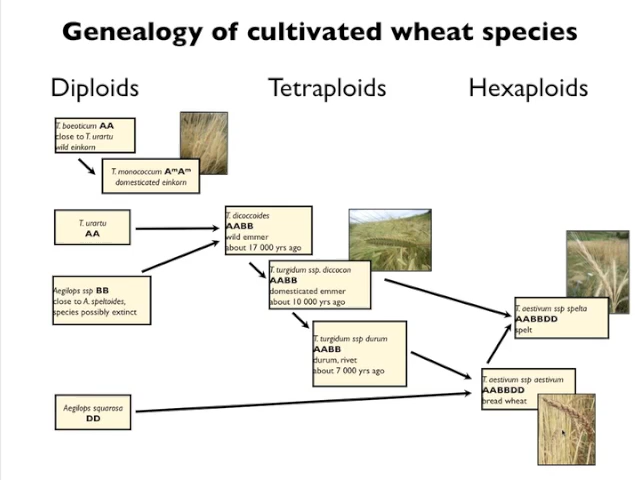 Genealogy of cultivated wheat species
Diploids
Tetraploids
Hexaploids
T. boeoticum AA
close to T. urartu
wild einkorn
T. monococcum AᵐAᵐ
domesticated einkorn
T. urartu
AA
T. dicoccoides
AABB
wild emmer
about 17 000 yrs ago
Aegilops ssp BB
close to A. speltoides,
species possibly extinct
T. turgidum ssp. diccocon
AABB
domesticated emmer
about 10 000 yrs ago
T. aestivum ssp spelta
AABBDD
spelt
T. turgidum ssp durum
AABB
durum, rivet
about 7 000 yrs ago
T. aestivum ssp aestivum
AABBDD
bread wheat
Aegilops squarosa
DD